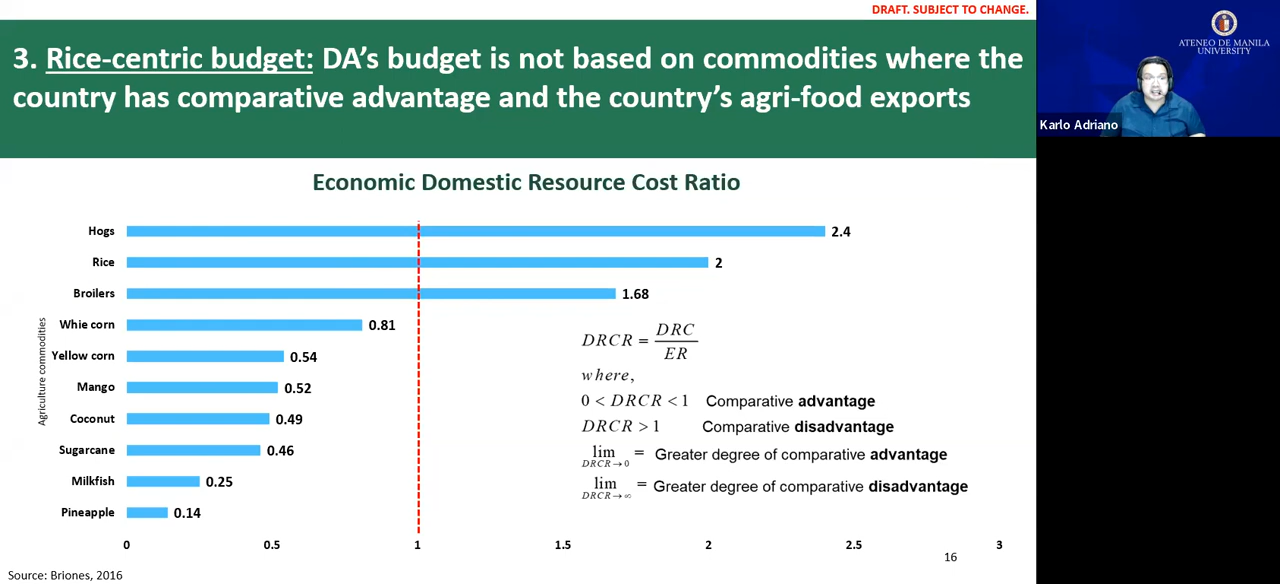 DRAFT. SUBJECT TO CHANGE.
3. Rice-centric budget: DA's budget is not based on commodities where the
country has comparative advantage and the country's agri-food exports
ATENEO DE MANILA
UNIVERSITY
Karlo Adriano
Economic Domestic Resource Cost Ratio
Agriculture commodities
Hogs 2.4
Rice 2
Broilers 1.68
Whie corn 0.81
Yellow corn 0.54
Mango 0.52
Coconut 0.49
Sugarcane 0.46
Milkfish 0.25
Pineapple 0.14
0 0.5 1 1.5 2 2.5 3
DRCR = DRC / ER
where,
0 < DRCR < 1 Comparative advantage
DRCR > 1 Comparative disadvantage
lim DRCR→0 = Greater degree of comparative advantage
lim DRCR→∞ = Greater degree of comparative disadvantage
16
Source: Briones, 2016